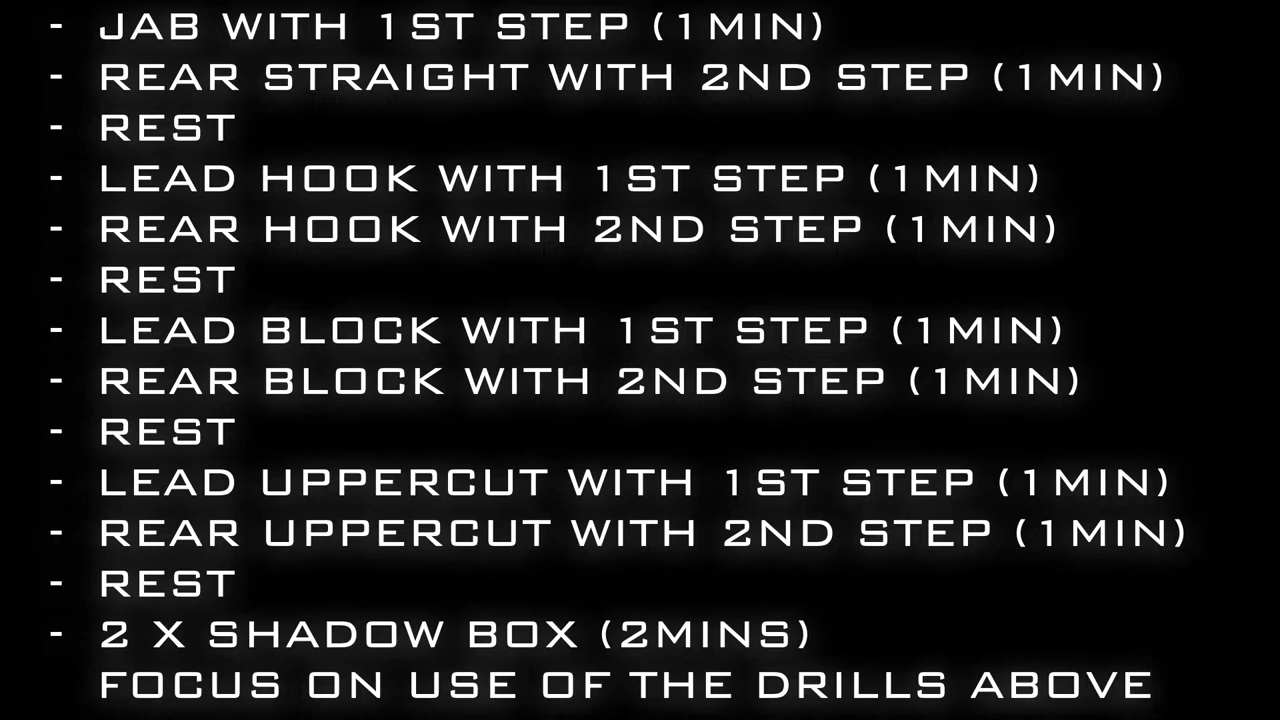 - JAB WITH 1ST STEP (1MIN)
- REAR STRAIGHT WITH 2ND STEP (1MIN)
- REST
- LEAD HOOK WITH 1ST STEP (1MIN)
- REAR HOOK WITH 2ND STEP (1MIN)
- REST
- LEAD BLOCK WITH 1ST STEP (1MIN)
- REAR BLOCK WITH 2ND STEP (1MIN)
- REST
- LEAD UPPERCUT WITH 1ST STEP (1MIN)
- REAR UPPERCUT WITH 2ND STEP (1MIN)
- REST
- 2 X SHADOW BOX (2MINS)
FOCUS ON USE OF THE DRILLS ABOVE